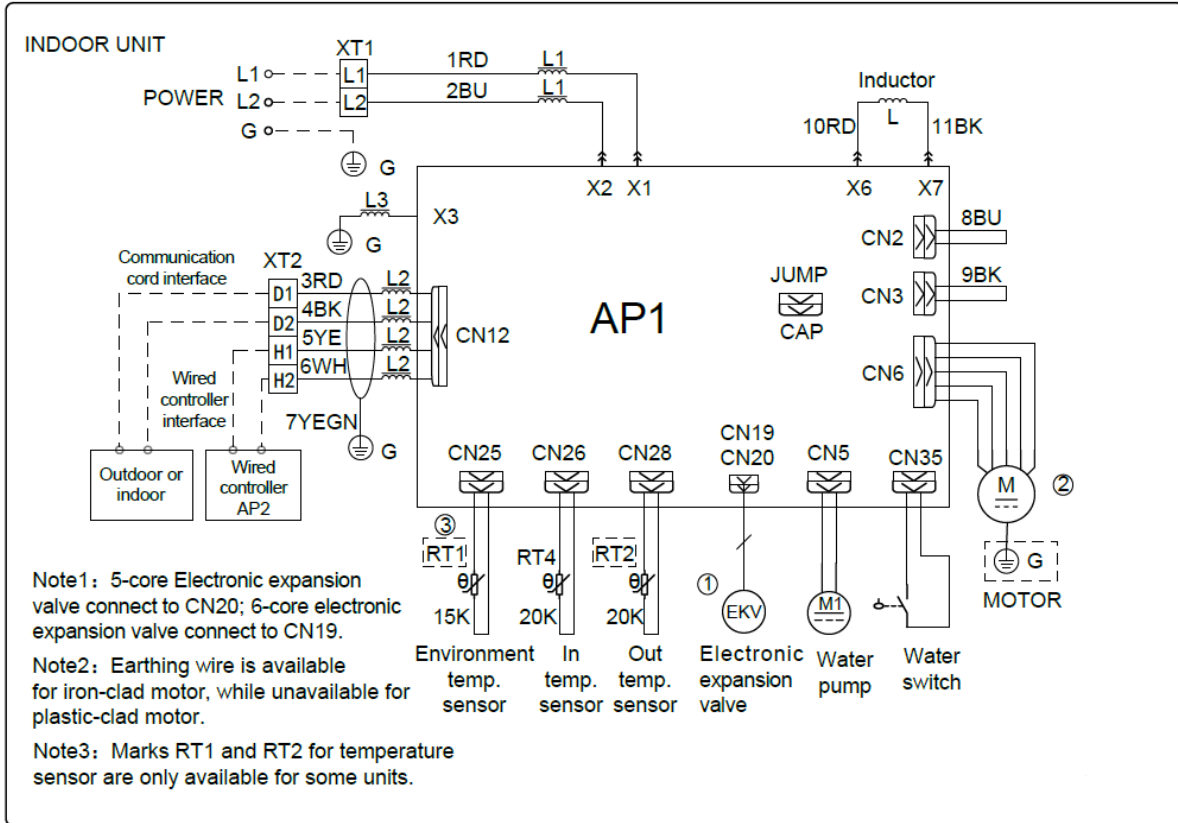 INDOOR UNIT
XT1
L1 L1 1RD L1
POWER L2 L2 2BU L1
G
G
Inductor
10RD L 11BK
X2 X1 X6 X7
L3 X3
G
CN2 8BU
Communication
cord interface
XT2
D1 3RD L2
D2 4BK L2
H1 5YE L2
H2 6WH L2
CN12
JUMP
CAP
AP1
CN3 9BK
CN6
Wired
controller
interface
7YEGN
G
Outdoor or
indoor
Wired
controller
AP2
CN25 CN26 CN28 CN19
CN20 CN5 CN35
M ②
G
MOTOR
③
RT1 RT4 RT2
θ θ θ
15K 20K 20K
① EKV M1
Environment
temp.
sensor
In
temp.
sensor
Out
temp.
sensor
Electronic
expansion
valve
Water
pump
Water
switch
Note1：5-core Electronic expansion
valve connect to CN20; 6-core electronic
expansion valve connect to CN19.
Note2：Earthing wire is available
for iron-clad motor, while unavailable for
plastic-clad motor.
Note3：Marks RT1 and RT2 for temperature
sensor are only available for some units.